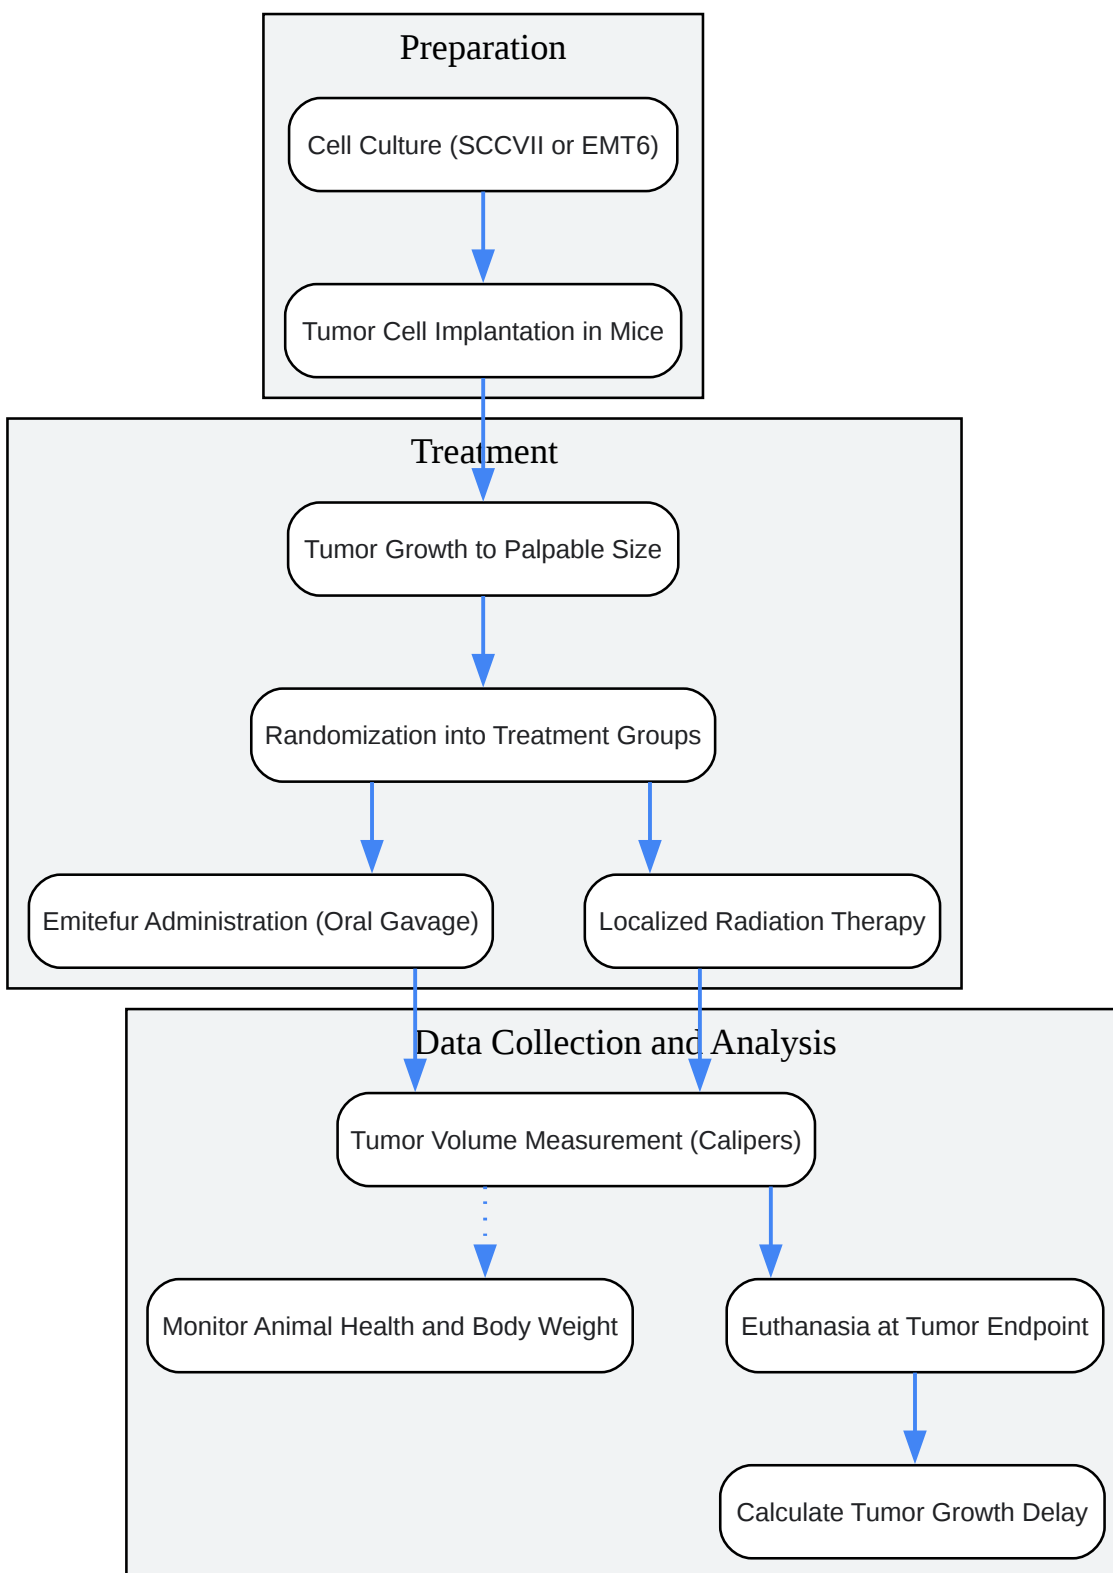 Preparation
Cell Culture (SCCVII or EMT6)
Tumor Cell Implantation in Mice
Treatment
Tumor Growth to Palpable Size
Randomization into Treatment Groups
Emitefur Administration (Oral Gavage)
Localized Radiation Therapy
Data Collection and Analysis
Tumor Volume Measurement (Calipers)
Monitor Animal Health and Body Weight
Euthanasia at Tumor Endpoint
Calculate Tumor Growth Delay